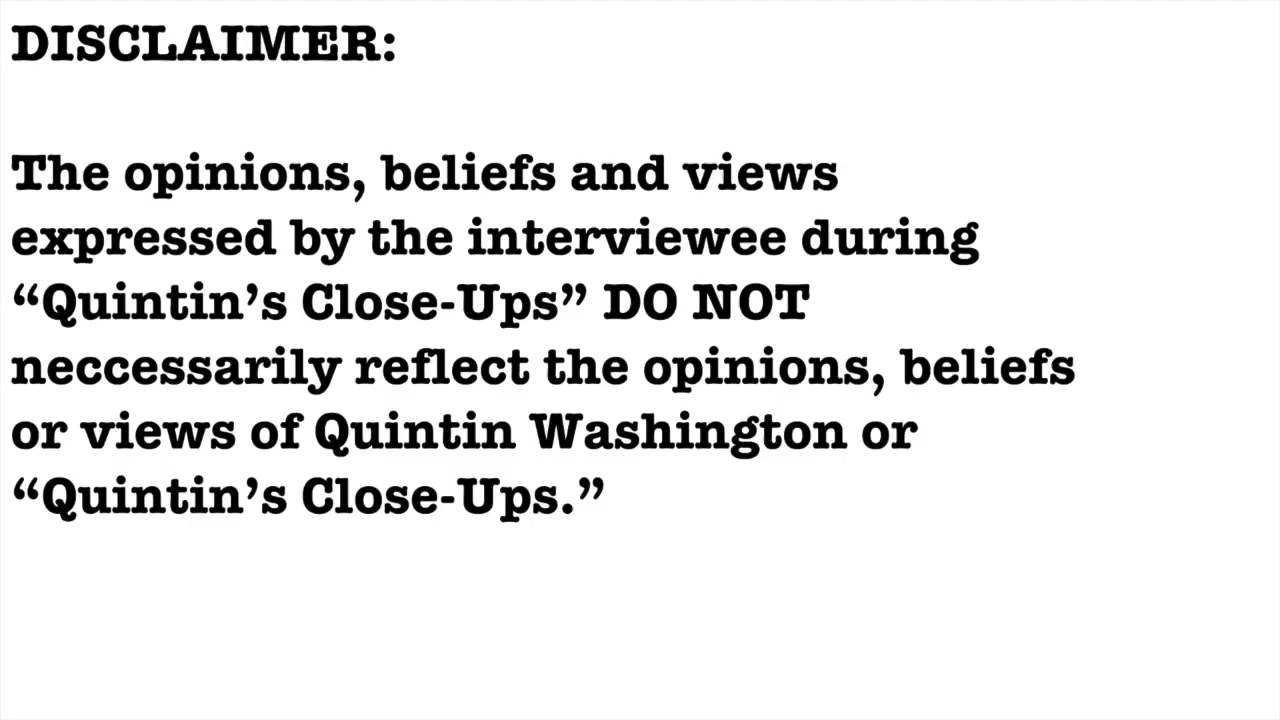 DISCLAIMER:
The opinions, beliefs and views
expressed by the interviewee during
“Quintin’s Close-Ups” DO NOT
neccessarily reflect the opinions, beliefs
or views of Quintin Washington or
“Quintin’s Close-Ups.”